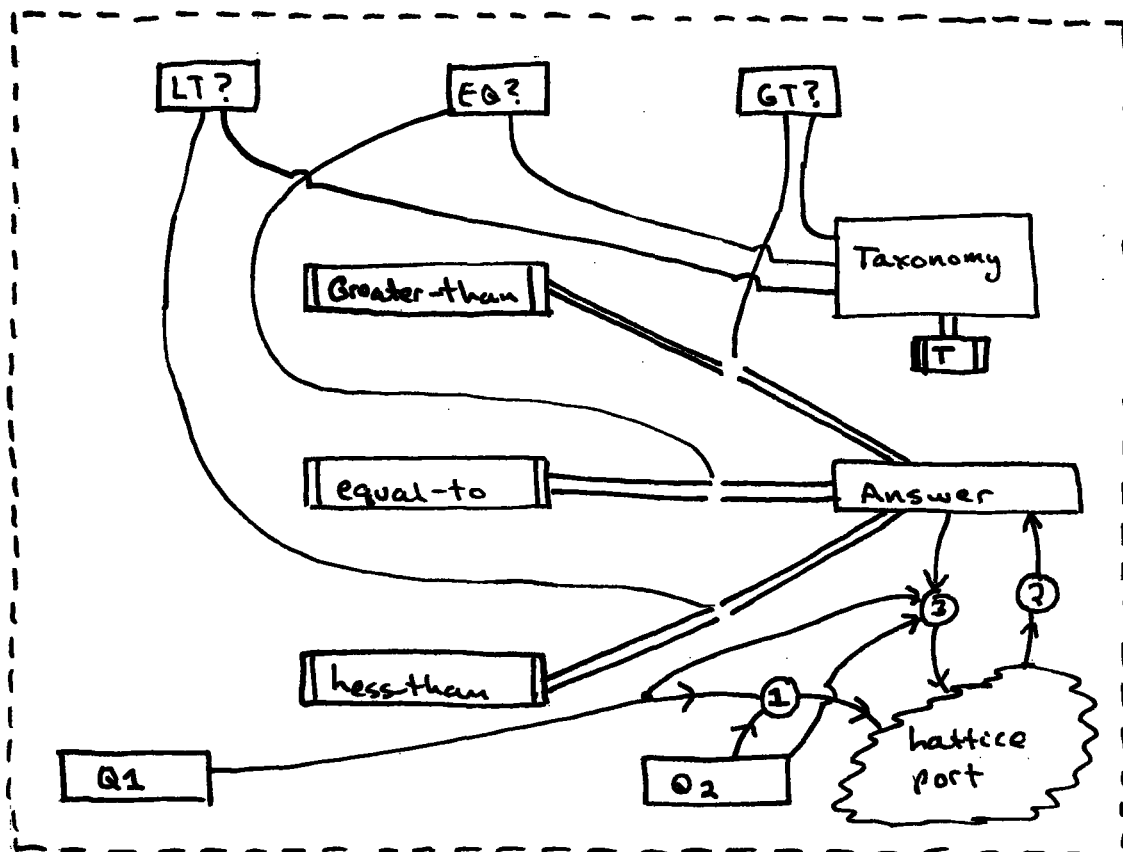 LT?
EQ?
GT?
Taxonomy
Greater-than
T
equal-to
Answer
3
2
Less-than
1
Lattice
port
Q1
Q2